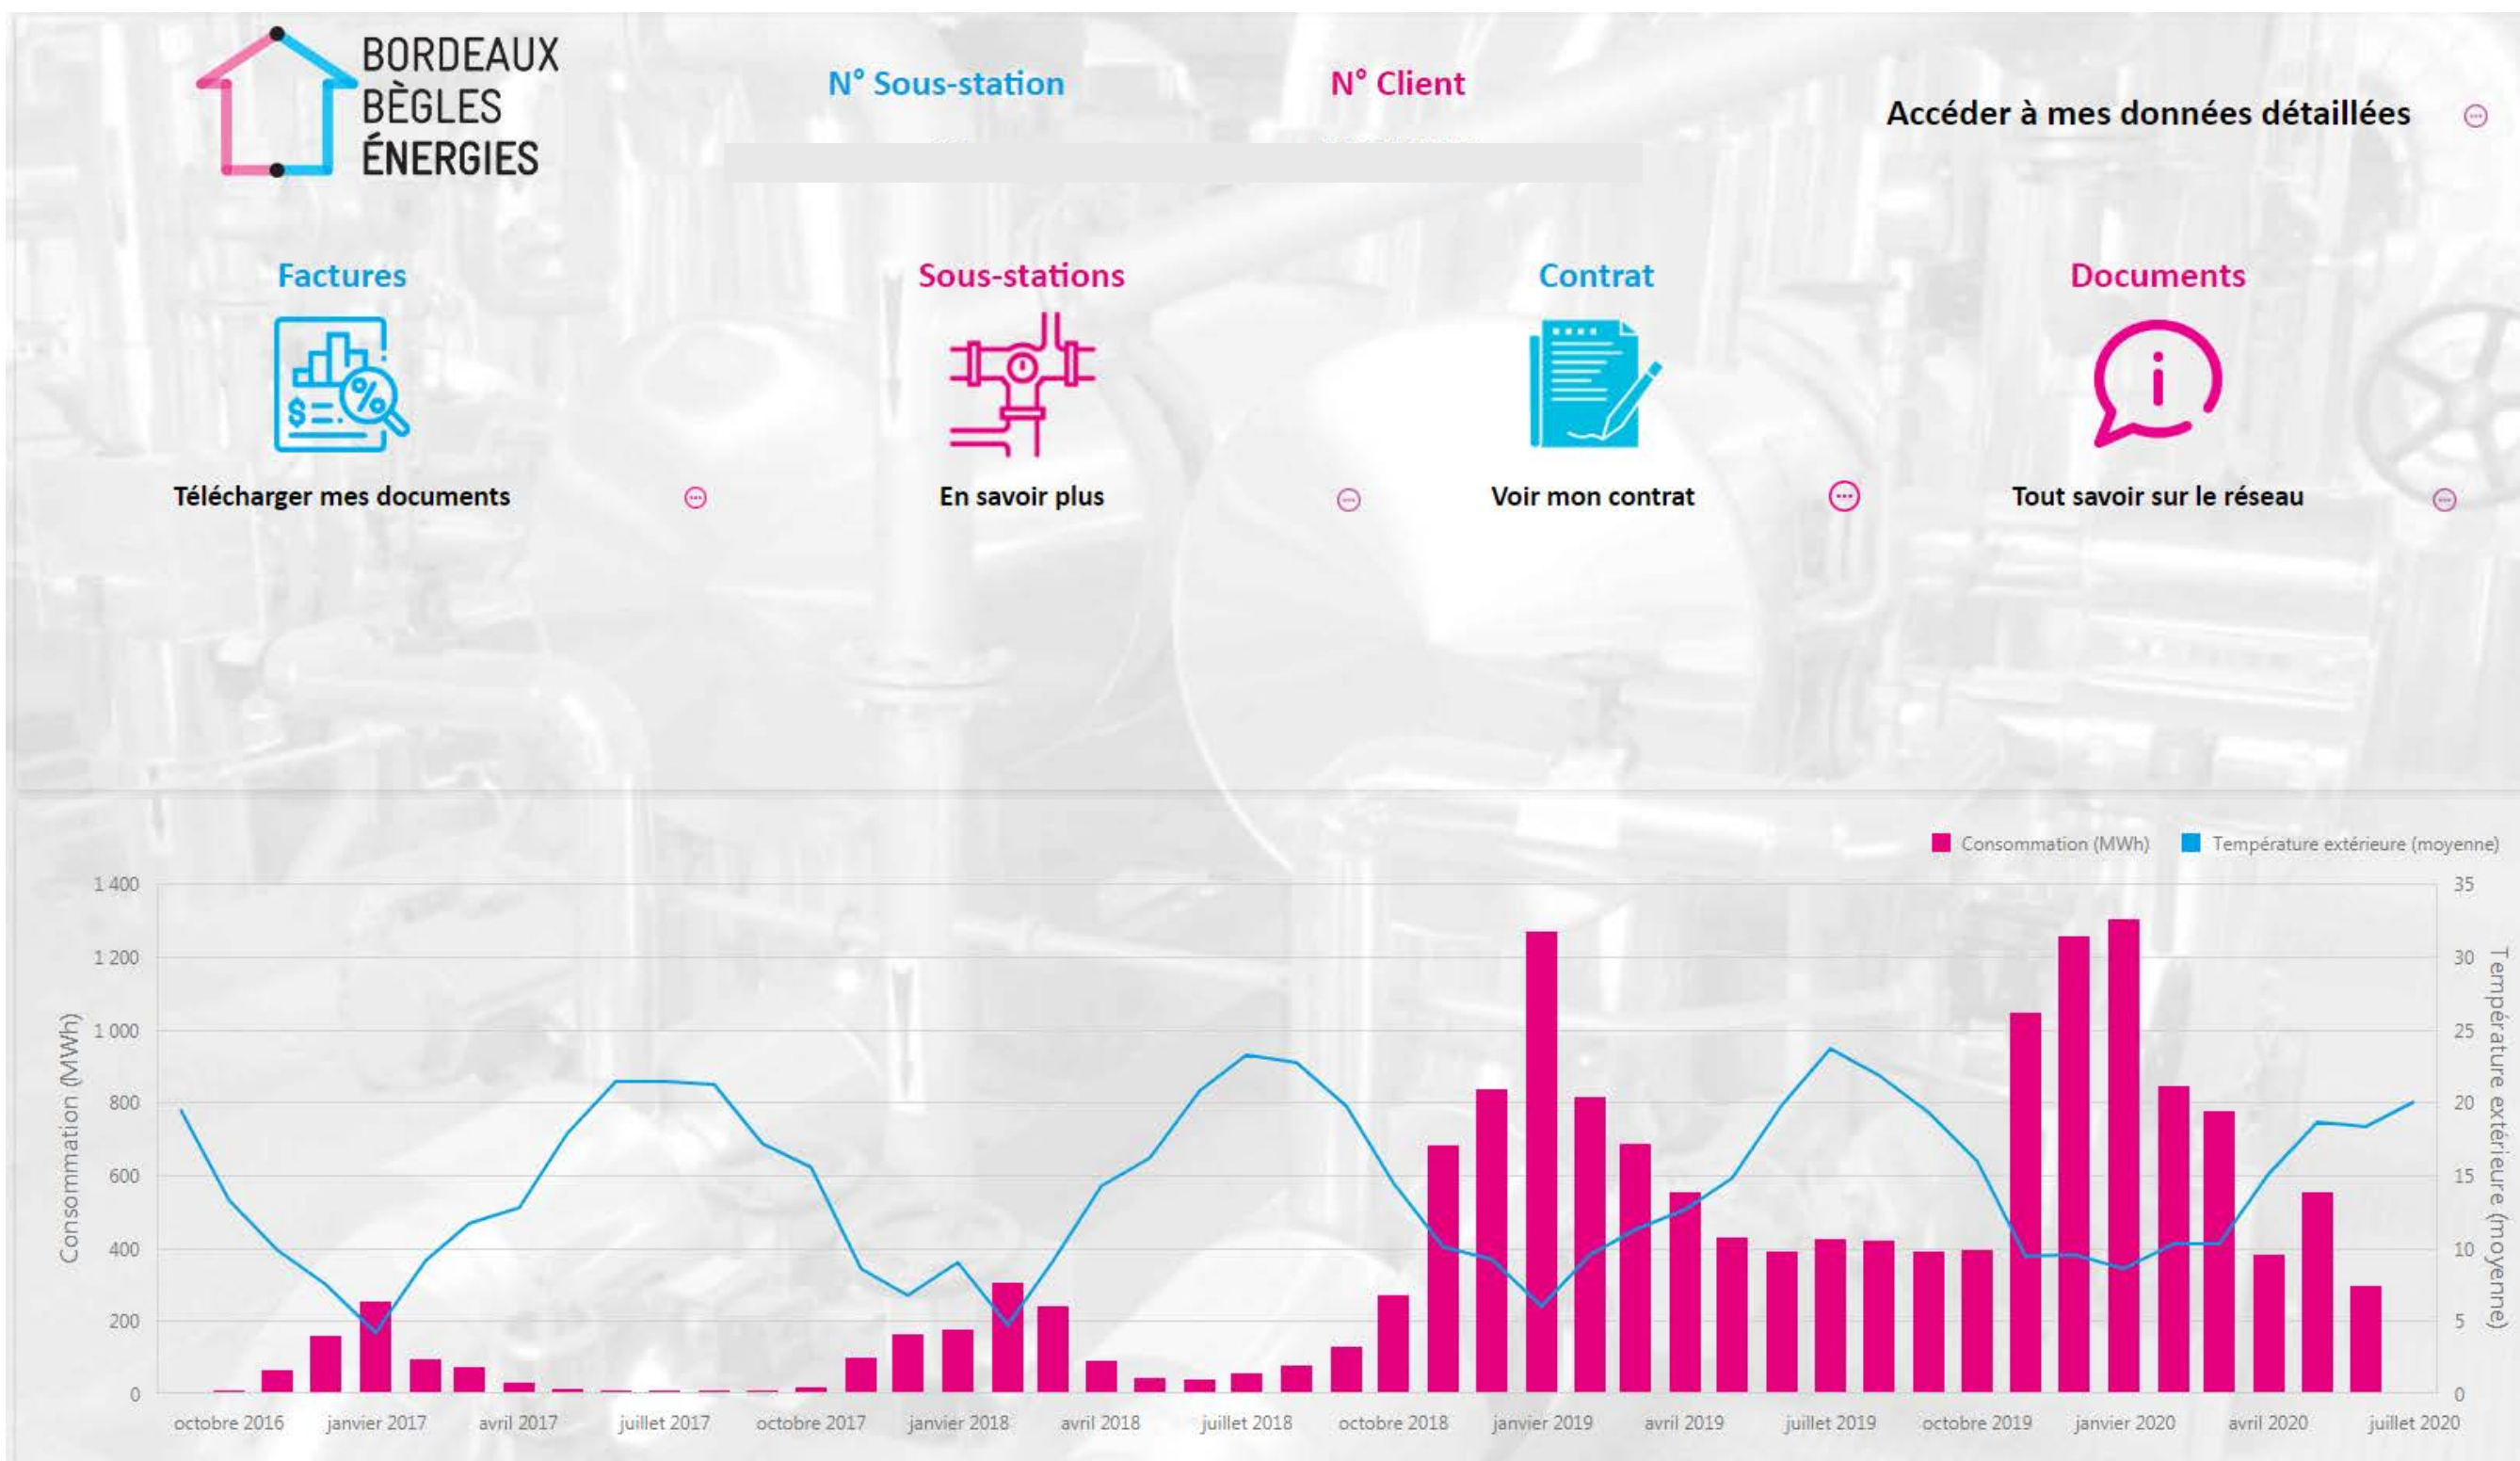 BORDEAUX
BÈGLES
ÉNERGIES
N° Sous-station
N° Client
Accéder à mes données détaillées
Factures
Sous-stations
Contrat
Documents
$ %
i
Télécharger mes documents
En savoir plus
Voir mon contrat
Tout savoir sur le réseau
Consommation (MWh)
Température extérieure (moyenne)
1 400
1 200
1 000
800
600
400
200
0
Consommation (MWh)
35
30
25
20
15
10
5
0
Température extérieure (moyenne)
octobre 2016
janvier 2017
avril 2017
juillet 2017
octobre 2017
janvier 2018
avril 2018
juillet 2018
octobre 2018
janvier 2019
avril 2019
juillet 2019
octobre 2019
janvier 2020
avril 2020
juillet 2020